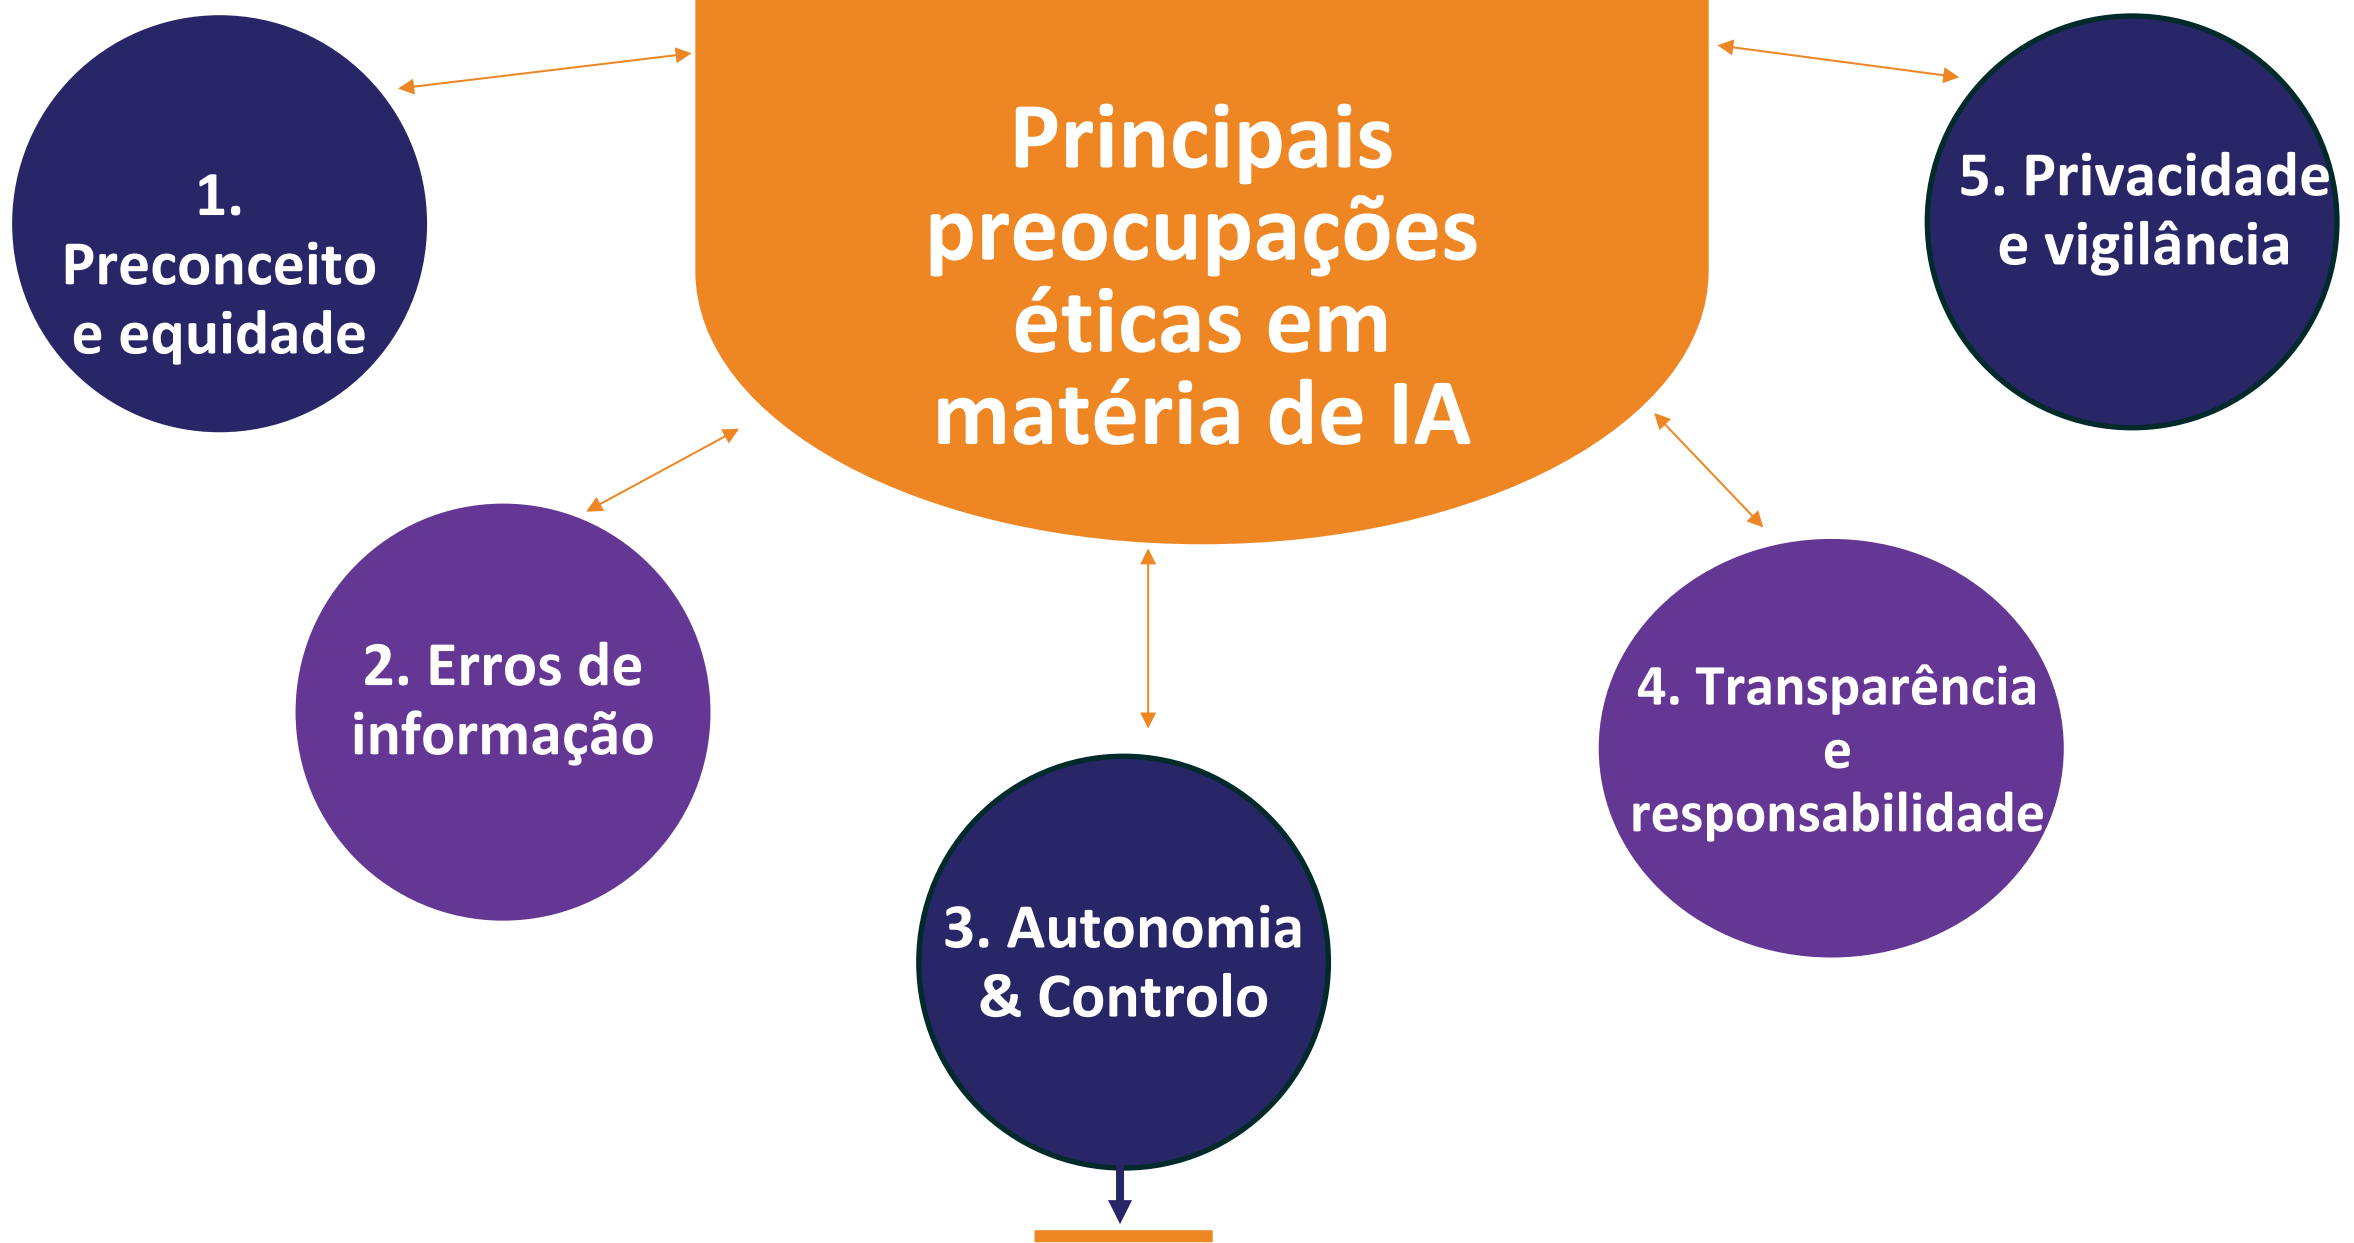 Principais
preocupações
éticas em
matéria de IA
1.
Preconceito
e equidade
2. Erros de
informação
3. Autonomia
& Controlo
4. Transparência
e
responsabilidade
5. Privacidade
e vigilância